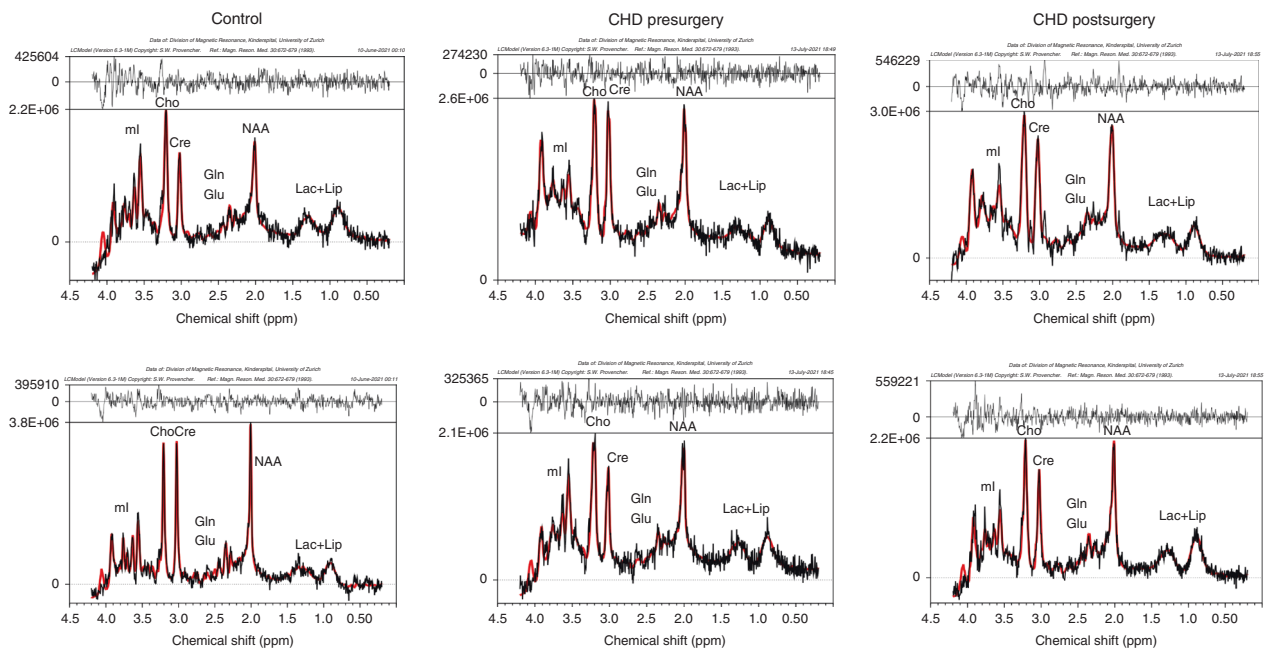 Control
Data of: Division of Magnetic Resonance, Kinderspital, University of Zurich
LCModel (Version 6.3-1M) Copyright: S.W. Provencher. Ref.: Magn. Reson. Med. 30:672-679 (1993). 10-June-2021 00:10
425604
0
2.2E+06
Cho
mI
Cre
NAA
Gln
Glu
Lac+Lip
0
4.5 4.0 3.5 3.0 2.5 2.0 1.5 1.0 0.50
Chemical shift (ppm)
CHD presurgery
Data of: Division of Magnetic Resonance, Kinderspital, University of Zurich
LCModel (Version 6.3-1M) Copyright: S.W. Provencher. Ref.: Magn. Reson. Med. 30:672-679 (1993). 13-July-2021 18:49
274230
0
2.6E+06
Cho Cre
NAA
mI
Gln
Glu
Lac+Lip
0
4.5 4.0 3.5 3.0 2.5 2.0 1.5 1.0 0.50
Chemical shift (ppm)
CHD postsurgery
Data of: Division of Magnetic Resonance, Kinderspital, University of Zurich
LCModel (Version 6.3-1M) Copyright: S.W. Provencher. Ref.: Magn. Reson. Med. 30:672-679 (1993). 13-July-2021 18:55
546229
0
3.0E+06
Cho
Cre
NAA
mI
Gln
Glu
Lac+Lip
0
4.5 4.0 3.5 3.0 2.5 2.0 1.5 1.0 0.50
Chemical shift (ppm)
Data of: Division of Magnetic Resonance, Kinderspital, University of Zurich
LCModel (Version 6.3-1M) Copyright: S.W. Provencher. Ref.: Magn. Reson. Med. 30:672-679 (1993). 10-June-2021 00:11
395910
0
3.8E+06
ChoCre
NAA
mI
Gln
Glu
Lac+Lip
0
4.5 4.0 3.5 3.0 2.5 2.0 1.5 1.0 0.50
Chemical shift (ppm)
Data of: Division of Magnetic Resonance, Kinderspital, University of Zurich
LCModel (Version 6.3-1M) Copyright: S.W. Provencher. Ref.: Magn. Reson. Med. 30:672-679 (1993). 13-July-2021 18:45
325365
0
2.1E+06
Cho
NAA
mI
Cre
Gln
Glu
Lac+Lip
0
4.5 4.0 3.5 3.0 2.5 2.0 1.5 1.0 0.50
Chemical shift (ppm)
Data of: Division of Magnetic Resonance, Kinderspital, University of Zurich
LCModel (Version 6.3-1M) Copyright: S.W. Provencher. Ref.: Magn. Reson. Med. 30:672-679 (1993). 13-July-2021 18:55
559221
0
2.2E+06
Cho
NAA
Cre
mI
Gln
Glu
Lac+Lip
0
4.5 4.0 3.5 3.0 2.5 2.0 1.5 1.0 0.50
Chemical shift (ppm)